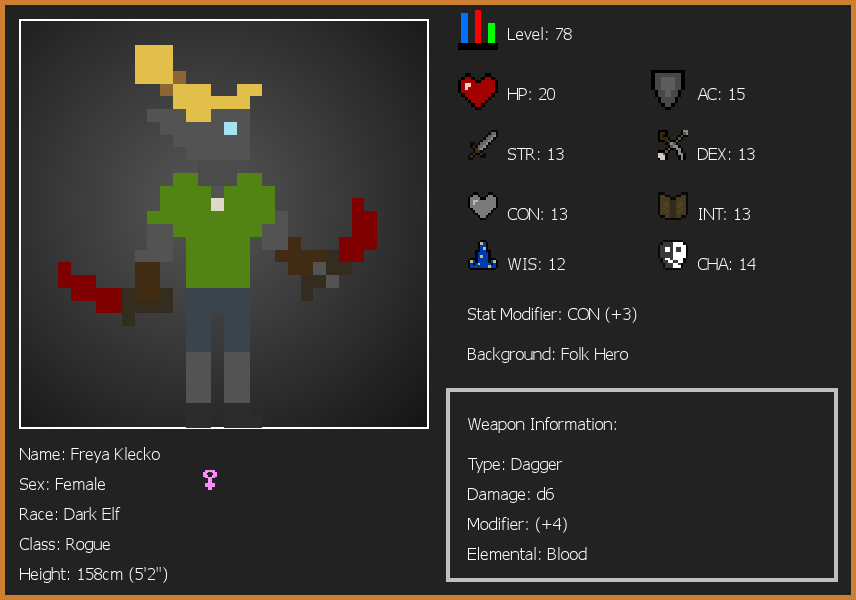 Level: 78
HP: 20
AC: 15
STR: 13
DEX: 13
CON: 13
INT: 13
WIS: 12
CHA: 14
Stat Modifier: CON (+3)
Background: Folk Hero
Weapon Information:
Type: Dagger
Damage: d6
Modifier: (+4)
Elemental: Blood
Name: Freya Klecko
Sex: Female
Race: Dark Elf
Class: Rogue
Height: 158cm (5'2")